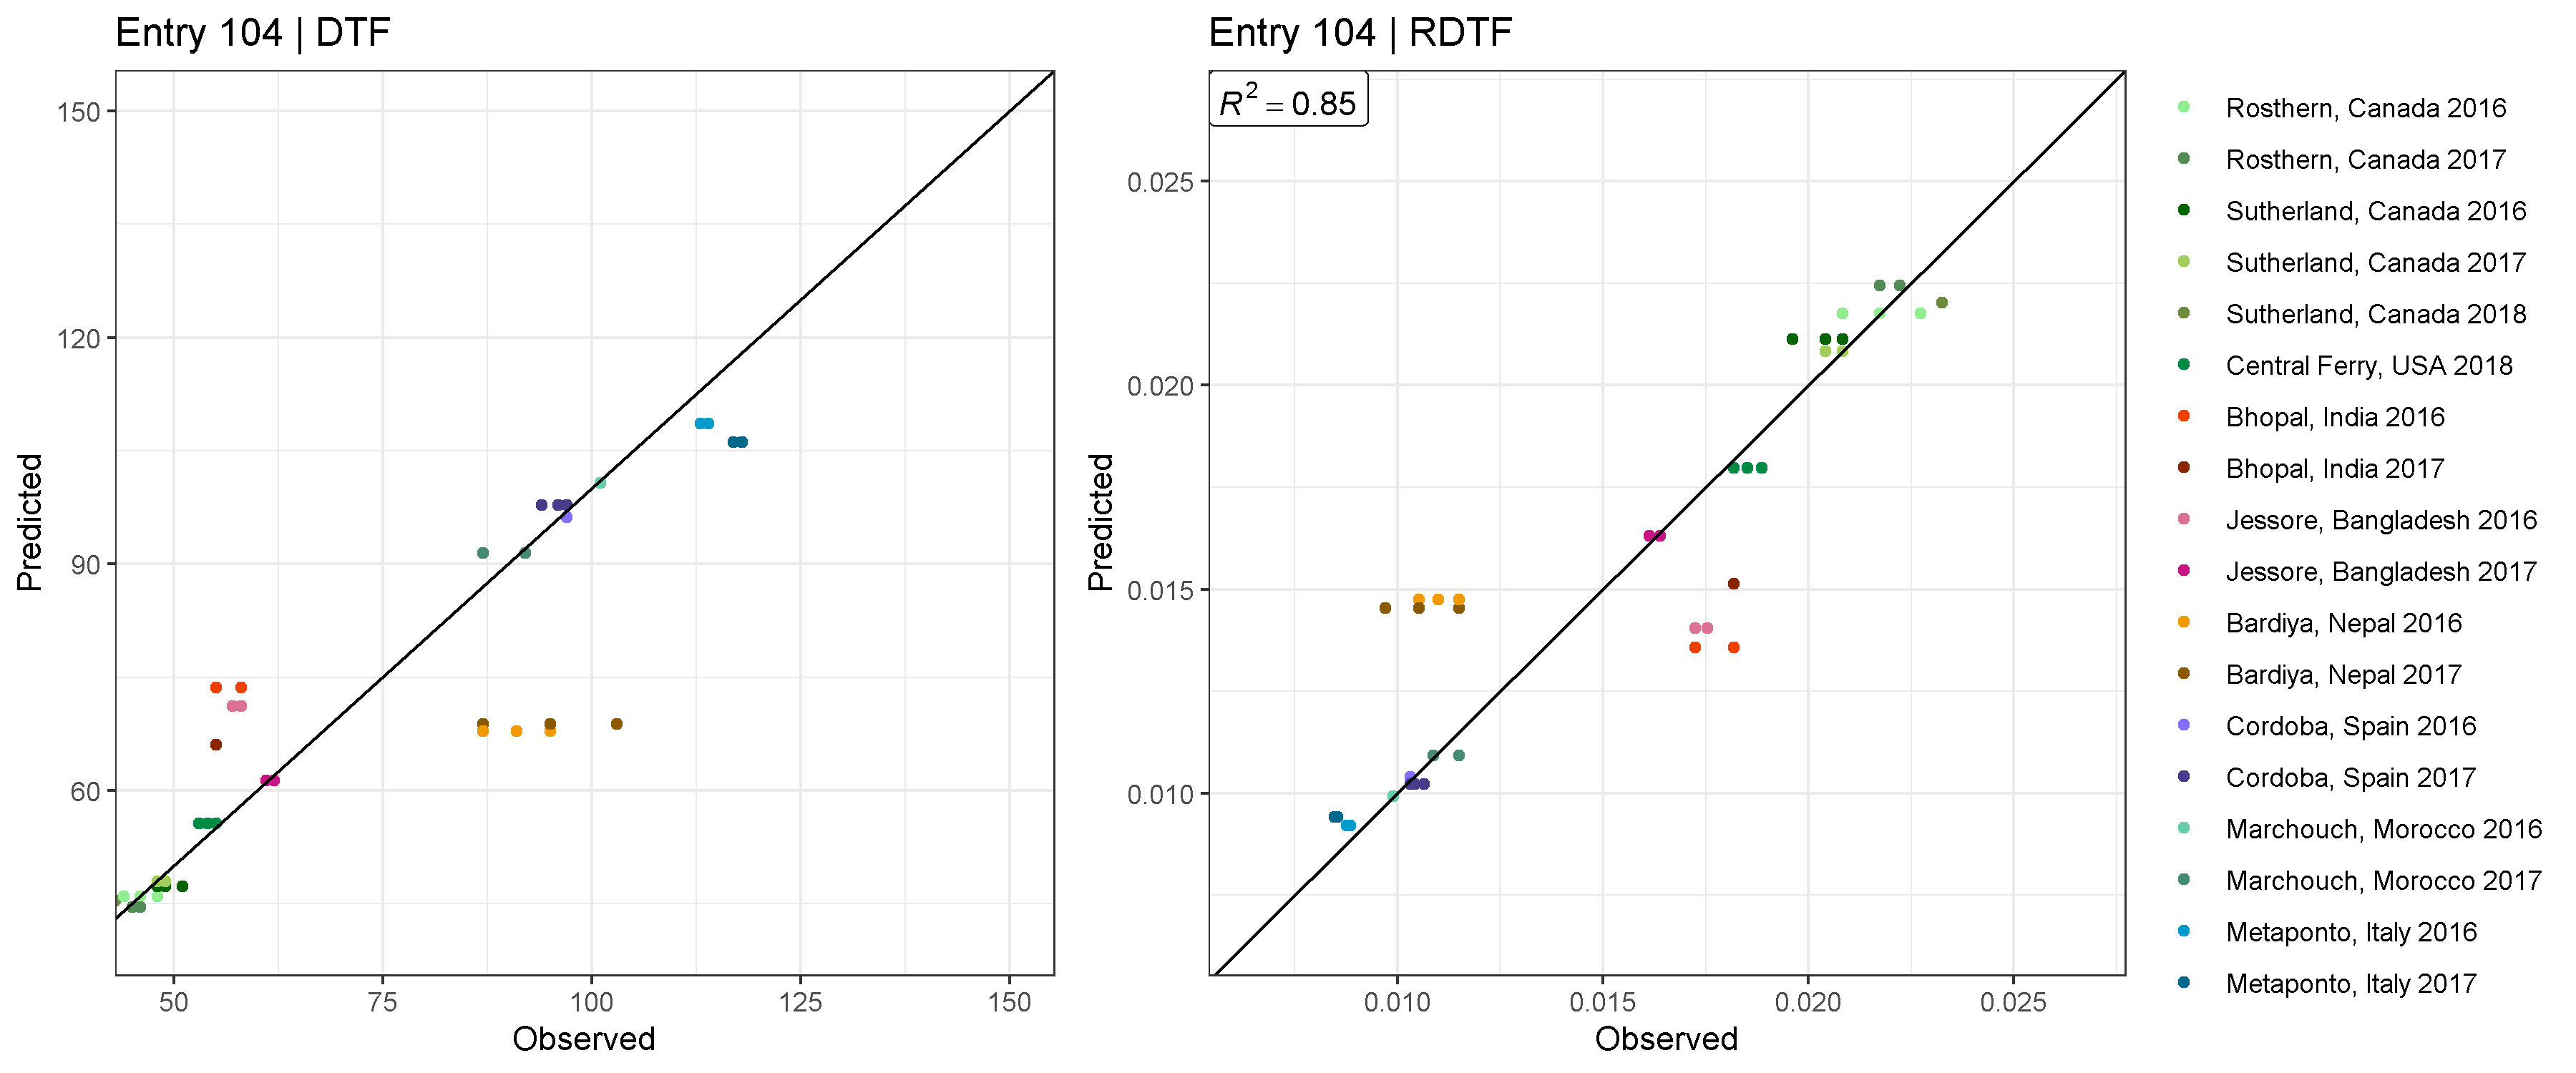 Entry 104 | DTF
150
120
90
60
50
75
100
125
150
Predicted
Observed
Entry 104 | RDTF
R² = 0.85
0.025
0.020
0.015
0.010
0.010
0.015
0.020
0.025
Predicted
Observed
Rosthern, Canada 2016
Rosthern, Canada 2017
Sutherland, Canada 2016
Sutherland, Canada 2017
Sutherland, Canada 2018
Central Ferry, USA 2018
Bhopal, India 2016
Bhopal, India 2017
Jessore, Bangladesh 2016
Jessore, Bangladesh 2017
Bardiya, Nepal 2016
Bardiya, Nepal 2017
Cordoba, Spain 2016
Cordoba, Spain 2017
Marchouch, Morocco 2016
Marchouch, Morocco 2017
Metaponto, Italy 2016
Metaponto, Italy 2017